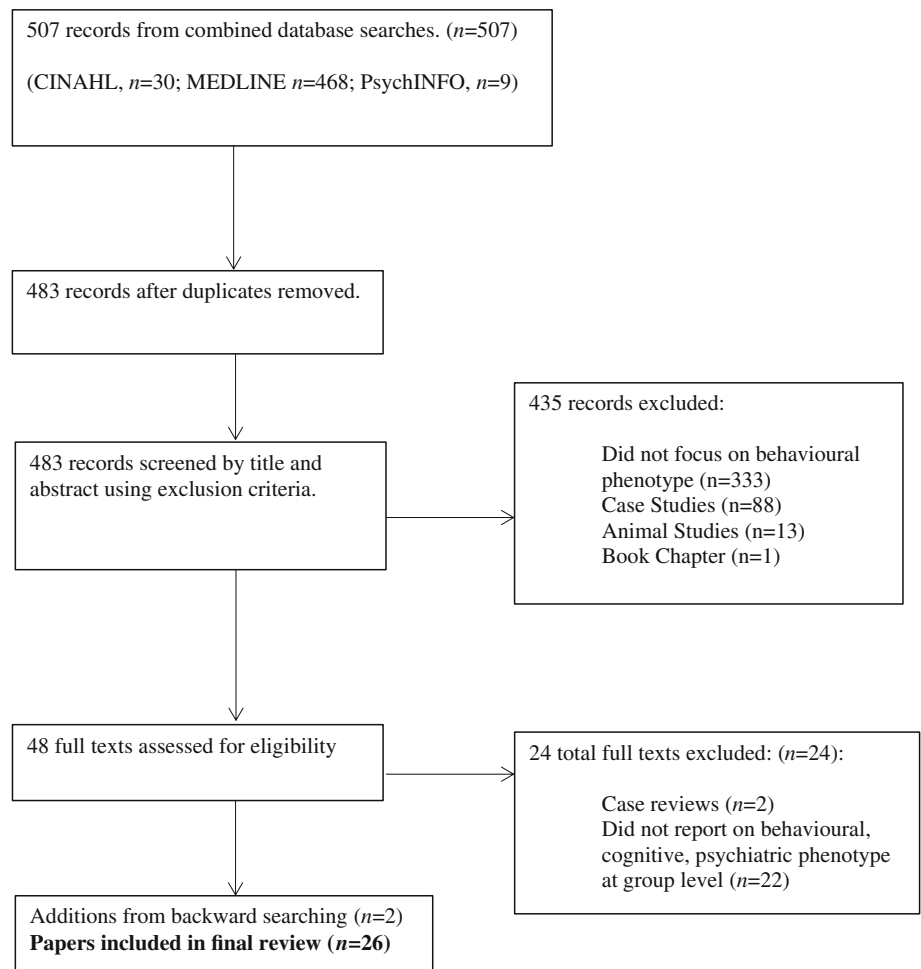 507 records from combined database searches. (n=507)
(CINAHL, n=30; MEDLINE n=468; PsychINFO, n=9)
483 records after duplicates removed.
483 records screened by title and
abstract using exclusion criteria.
435 records excluded:
Did not focus on behavioural
phenotype (n=333)
Case Studies (n=88)
Animal Studies (n=13)
Book Chapter (n=1)
48 full texts assessed for eligibility
24 total full texts excluded: (n=24):
Case reviews (n=2)
Did not report on behavioural,
cognitive, psychiatric phenotype
at group level (n=22)
Additions from backward searching (n=2)
Papers included in final review (n=26)